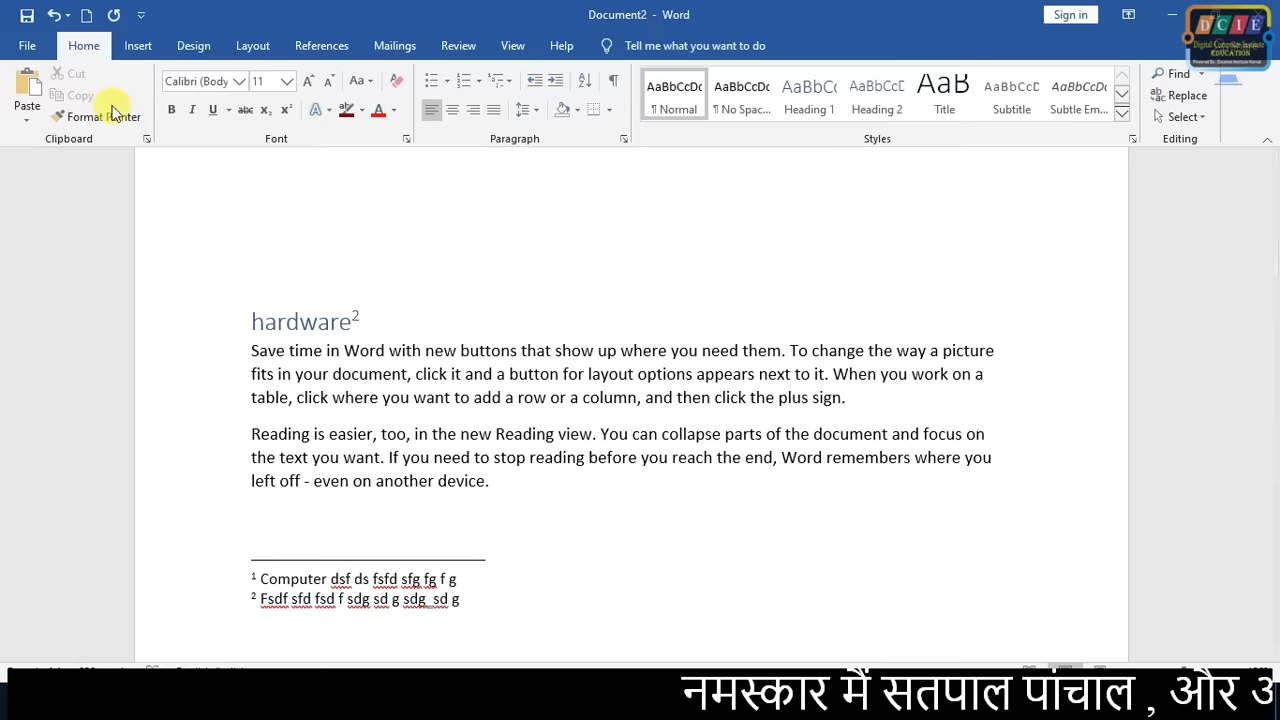 Document2 - Word
Sign in
DCIE
Digital Computer Institute
EDUCATION
File Home Insert Design Layout References Mailings Review View Help Tell me what you want to do
Paste
Cut
Copy
Format Painter
Clipboard
Calibri (Body 11
Font
Paragraph
AaBbCcDc AaBbCcDc AaBbCc AaBbCcD AaB AaBbCcD AaBbCcDc
¶ Normal ¶ No Spac... Heading 1 Heading 2 Title Subtitle Subtle Em...
Styles
Find
Replace
Select
Editing
hardware²
Save time in Word with new buttons that show up where you need them. To change the way a picture
fits in your document, click it and a button for layout options appears next to it. When you work on a
table, click where you want to add a row or a column, and then click the plus sign.
Reading is easier, too, in the new Reading view. You can collapse parts of the document and focus on
the text you want. If you need to stop reading before you reach the end, Word remembers where you
left off - even on another device.
¹ Computer dsf ds fsfd sfg fg f g
² Fsdf sfd fsd f sdg sd g sdg sd g
नमस्कार मैं सतपाल पांचाल , और